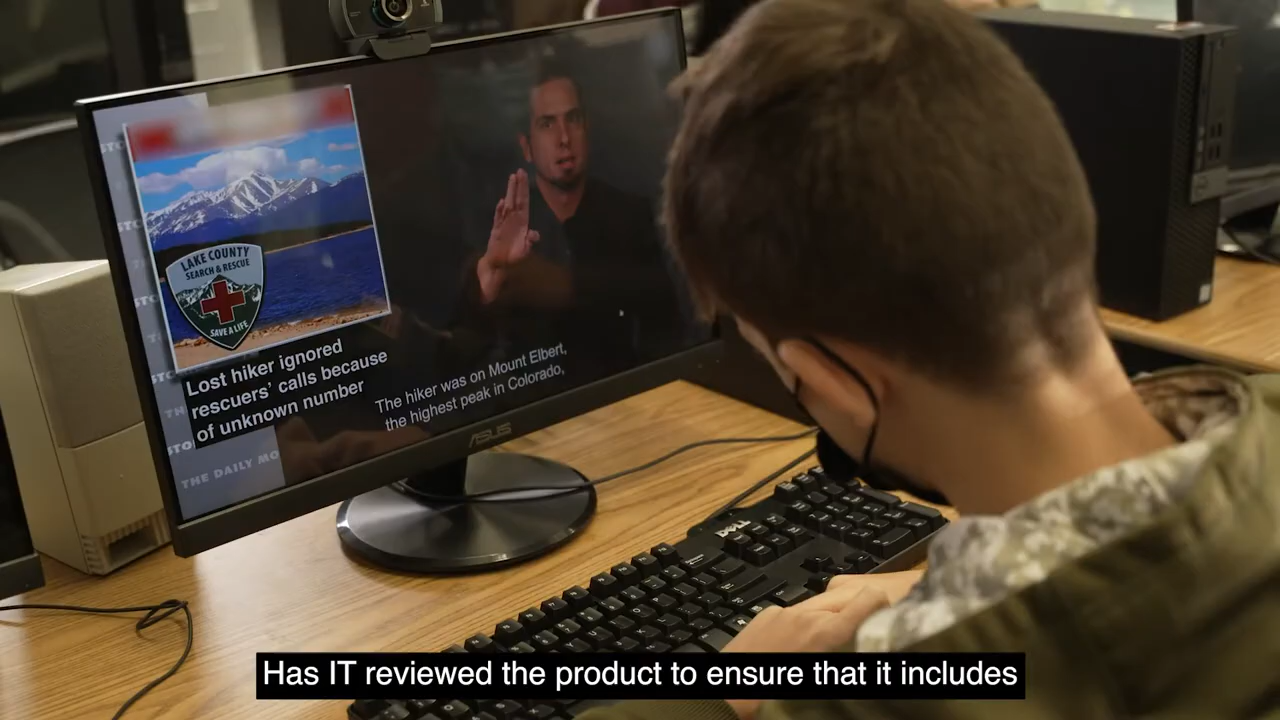 LAKE COUNTY
SEARCH & RESCUE
SAVE A LIFE
Lost hiker ignored
rescuers' calls because
of unknown number
The hiker was on Mount Elbert,
the highest peak in Colorado,
THE DAILY MO
ASUS
DELL
Has IT reviewed the product to ensure that it includes